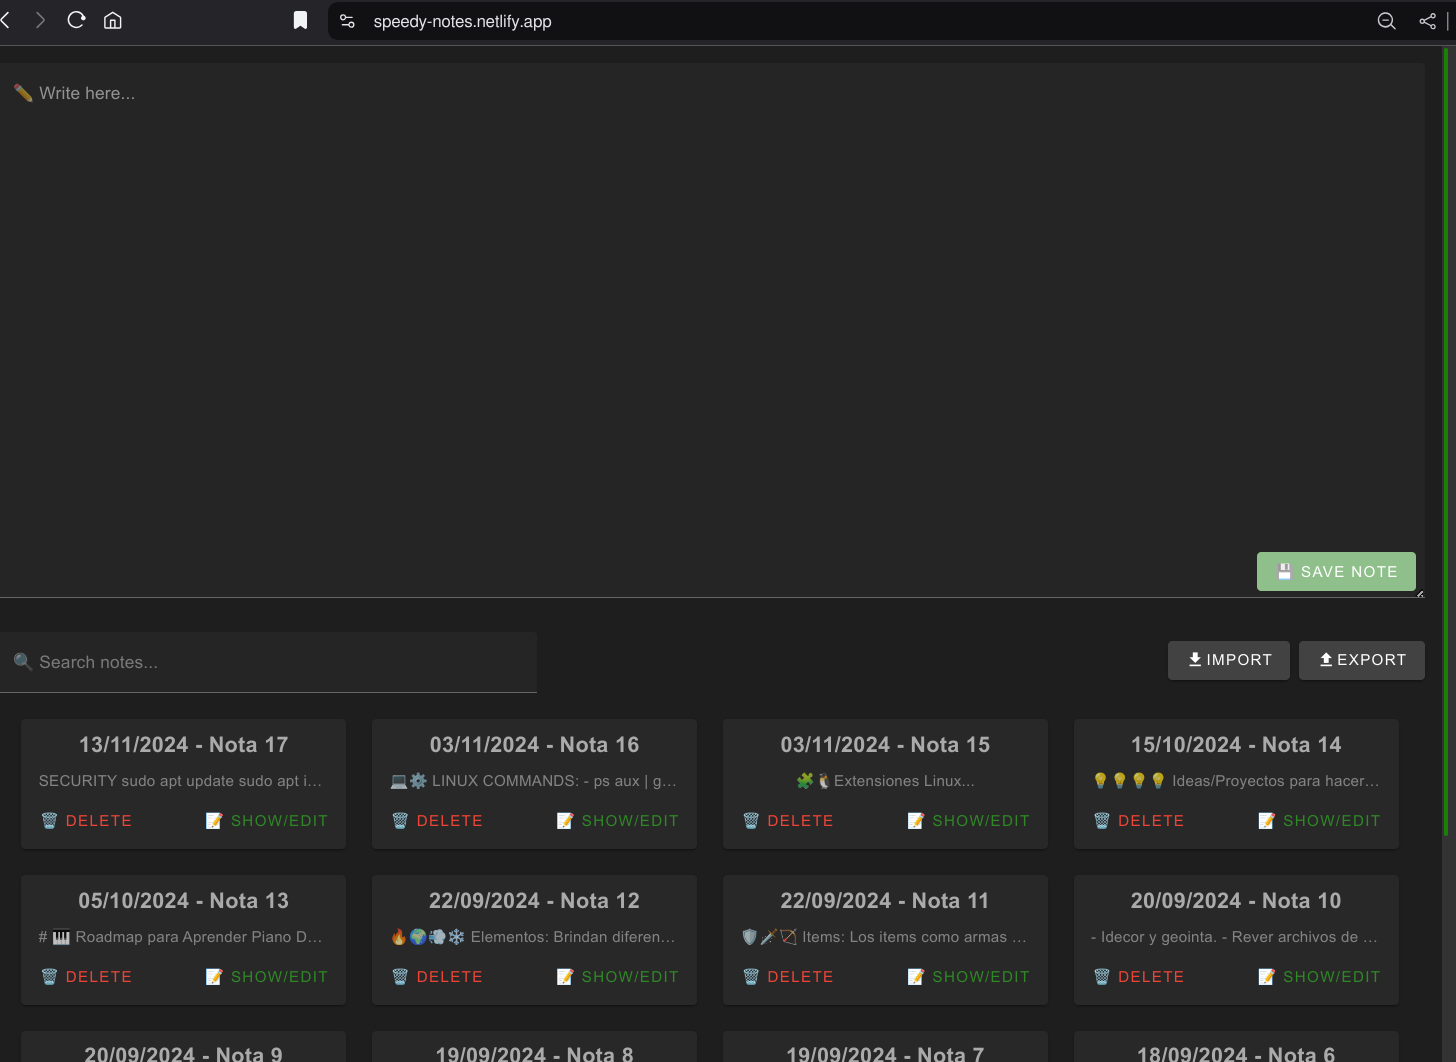 speedy-notes.netlify.app
✏️ Write here...
💾 SAVE NOTE
🔍 Search notes...
IMPORT
EXPORT
13/11/2024 - Nota 17
SECURITY sudo apt update sudo apt i...
🗑️ DELETE
📝 SHOW/EDIT
03/11/2024 - Nota 16
💻⚙️ LINUX COMMANDS: - ps aux | g...
🗑️ DELETE
📝 SHOW/EDIT
03/11/2024 - Nota 15
🧩🐧Extensiones Linux...
🗑️ DELETE
📝 SHOW/EDIT
15/10/2024 - Nota 14
💡💡💡💡 Ideas/Proyectos para hacer...
🗑️ DELETE
📝 SHOW/EDIT
05/10/2024 - Nota 13
# 🎹 Roadmap para Aprender Piano D...
🗑️ DELETE
📝 SHOW/EDIT
22/09/2024 - Nota 12
🔥🌍💨❄️ Elementos: Brindan diferen...
🗑️ DELETE
📝 SHOW/EDIT
22/09/2024 - Nota 11
🛡️🗡️🏹 Items: Los items como armas ...
🗑️ DELETE
📝 SHOW/EDIT
20/09/2024 - Nota 10
- Idecor y geointa. - Rever archivos de ...
🗑️ DELETE
📝 SHOW/EDIT
20/09/2024 - Nota 9
19/09/2024 - Nota 8
19/09/2024 - Nota 7
18/09/2024 - Nota 6